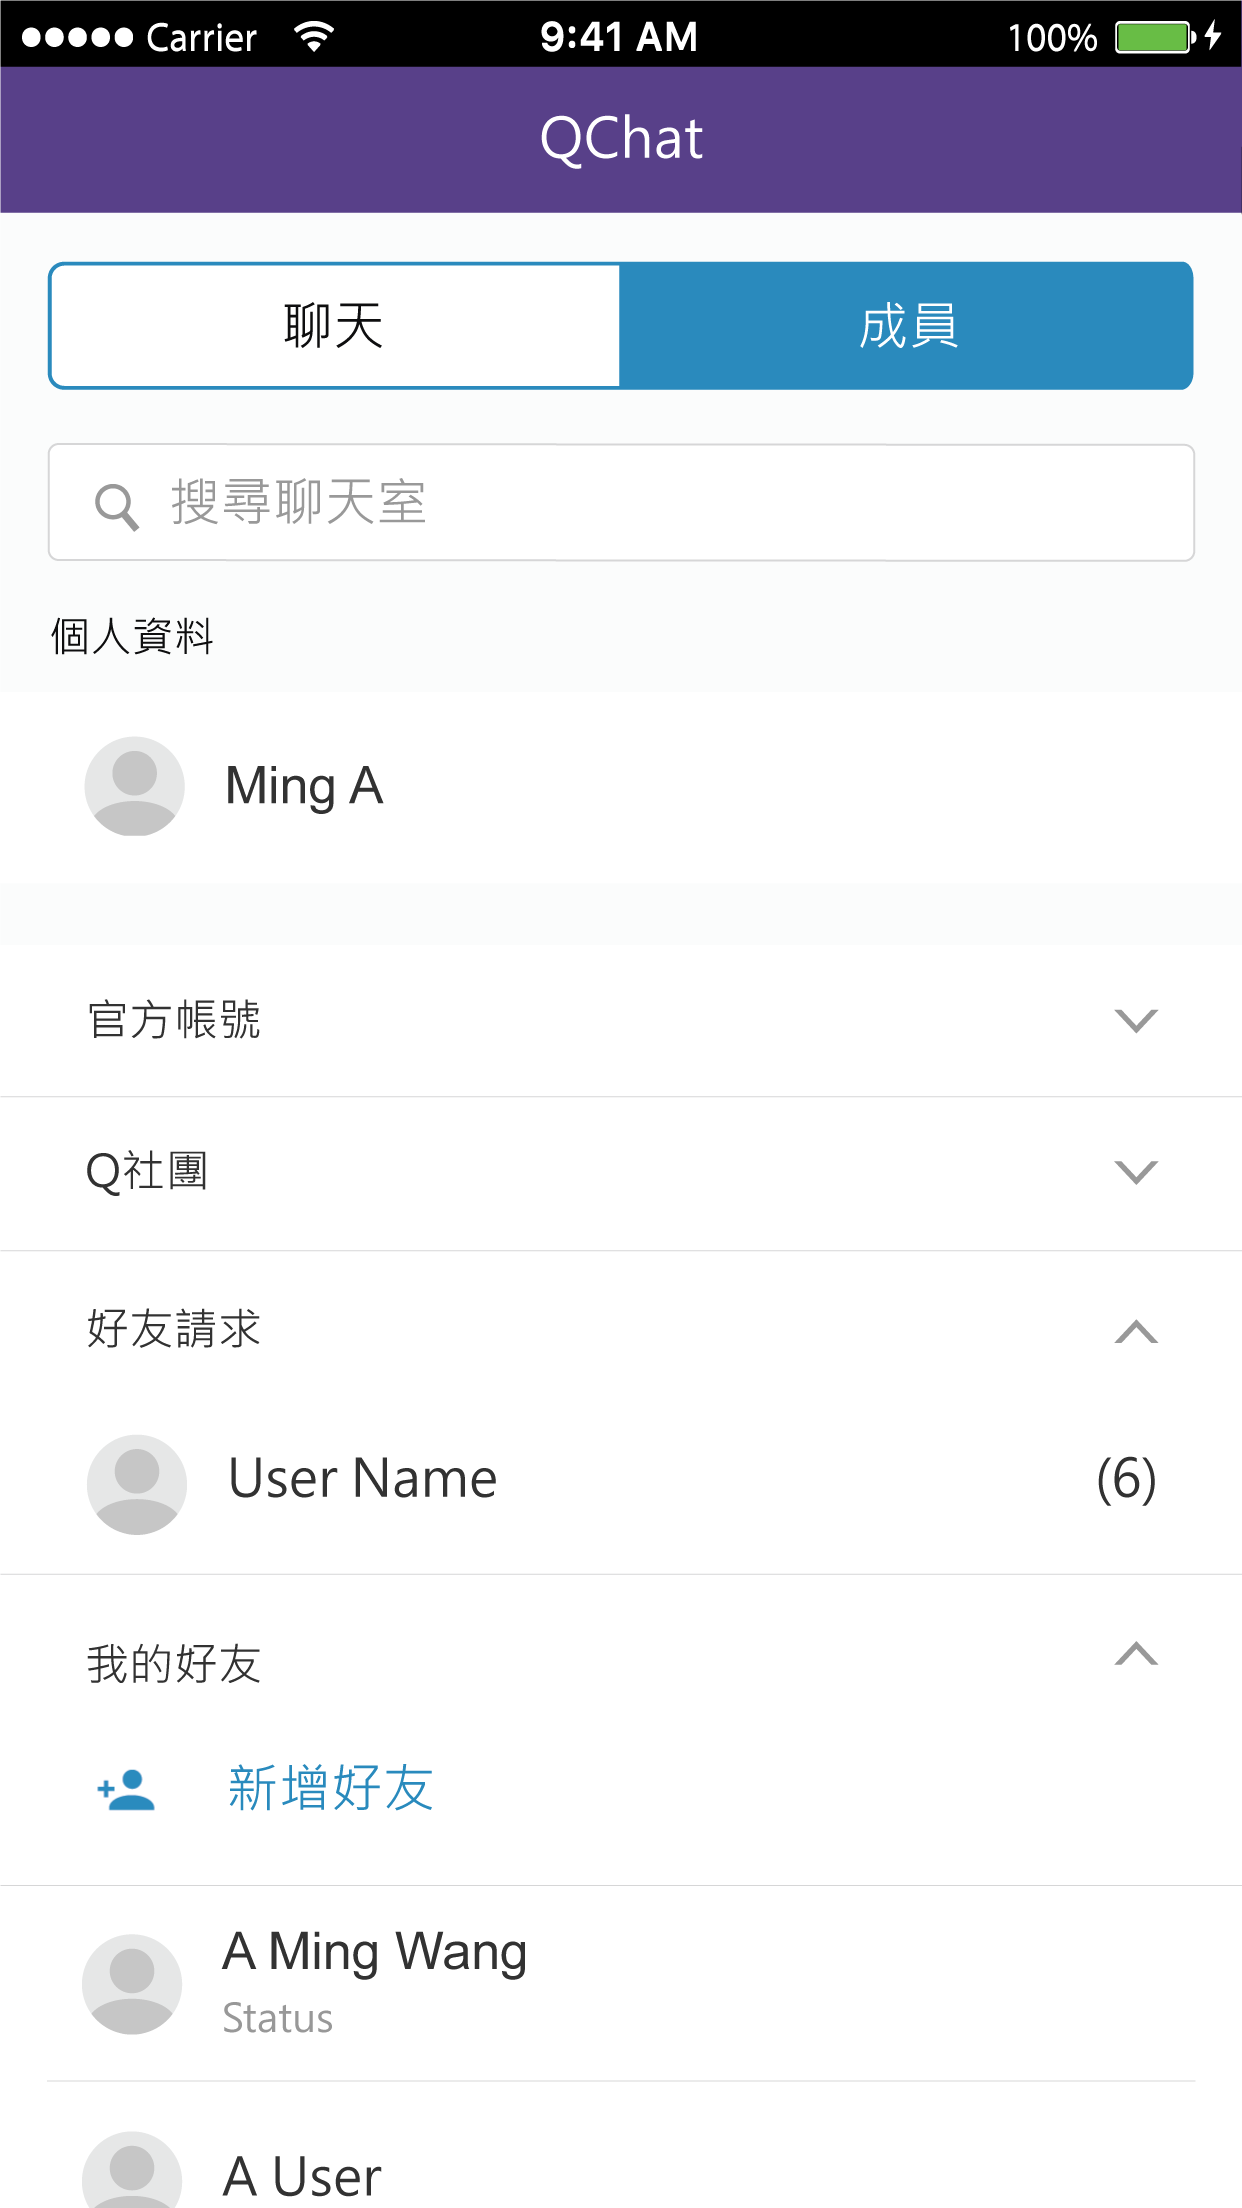 Carrier 9:41 AM 100%
QChat
聊天 成員
搜尋聊天室
個人資料
Ming A
官方帳號
Q社團
好友請求
User Name (6)
我的好友
新增好友
A Ming Wang
Status
A User